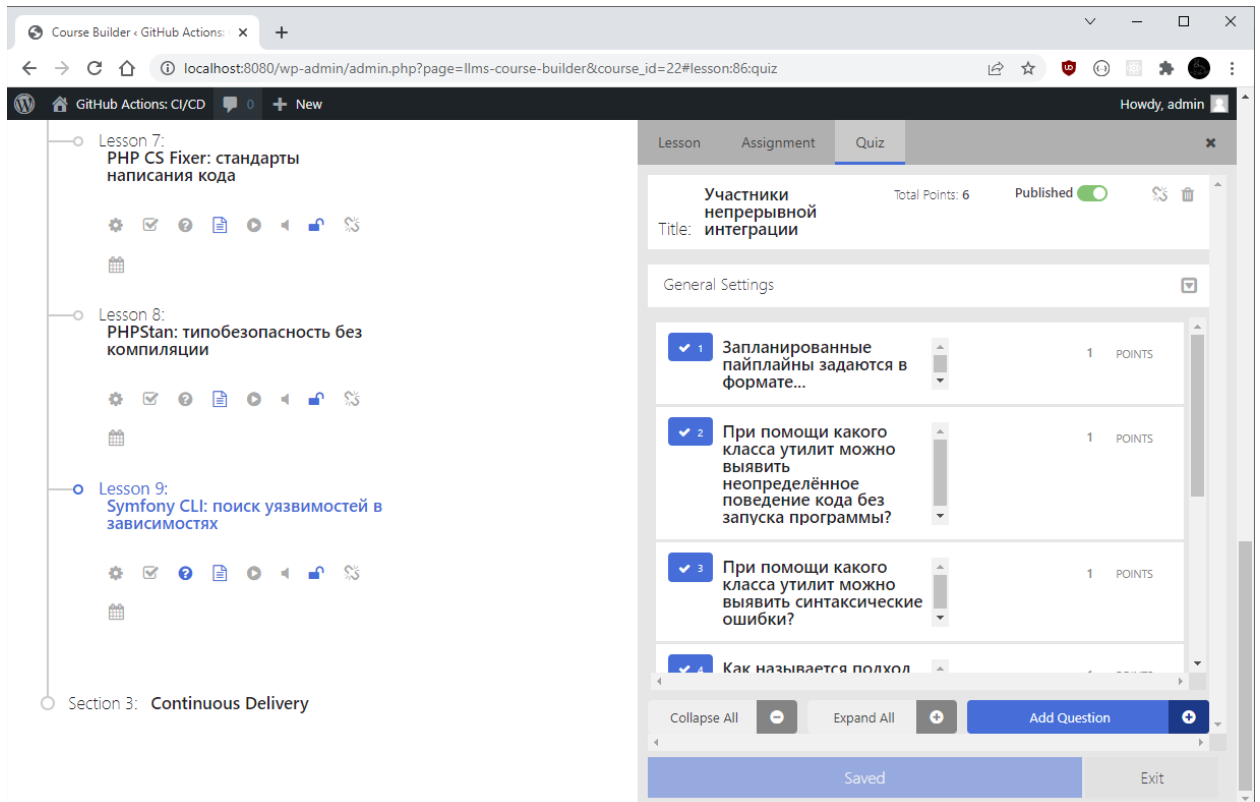 Course Builder ‹ GitHub Actions:
localhost:8080/wp-admin/admin.php?page=llms-course-builder&course_id=22#lesson:86:quiz
GitHub Actions: CI/CD 0 New
Howdy, admin
Lesson 7:
PHP CS Fixer: стандарты
написания кода
Lesson 8:
PHPStan: типобезопасность без
компиляции
Lesson 9:
Symfony CLI: поиск уязвимостей в
зависимостях
Section 3: Continuous Delivery
Lesson Assignment Quiz
Title: Участники
непрерывной
интеграции
Total Points: 6
Published
General Settings
1 Запланированные
пайплайны задаются в
формате...
1 POINTS
2 При помощи какого
класса утилит можно
выявить
неопределённое
поведение кода без
запуска программы?
1 POINTS
3 При помощи какого
класса утилит можно
выявить синтаксические
ошибки?
1 POINTS
4 Как называется подход
Collapse All Expand All Add Question
Saved Exit